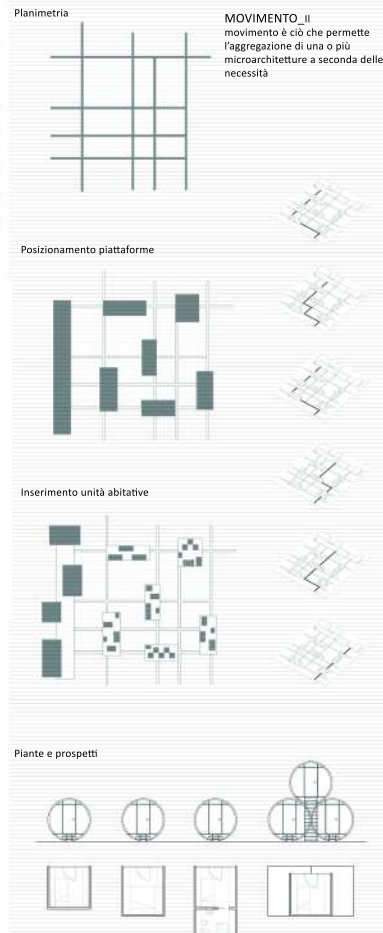 Planimetria
MOVIMENTO_II
movimento è ciò che permette
l'aggregazione di una o più
microarchitetture a seconda delle
necessità
Posizionamento piattaforme
Inserimento unità abitative
Piante e prospetti